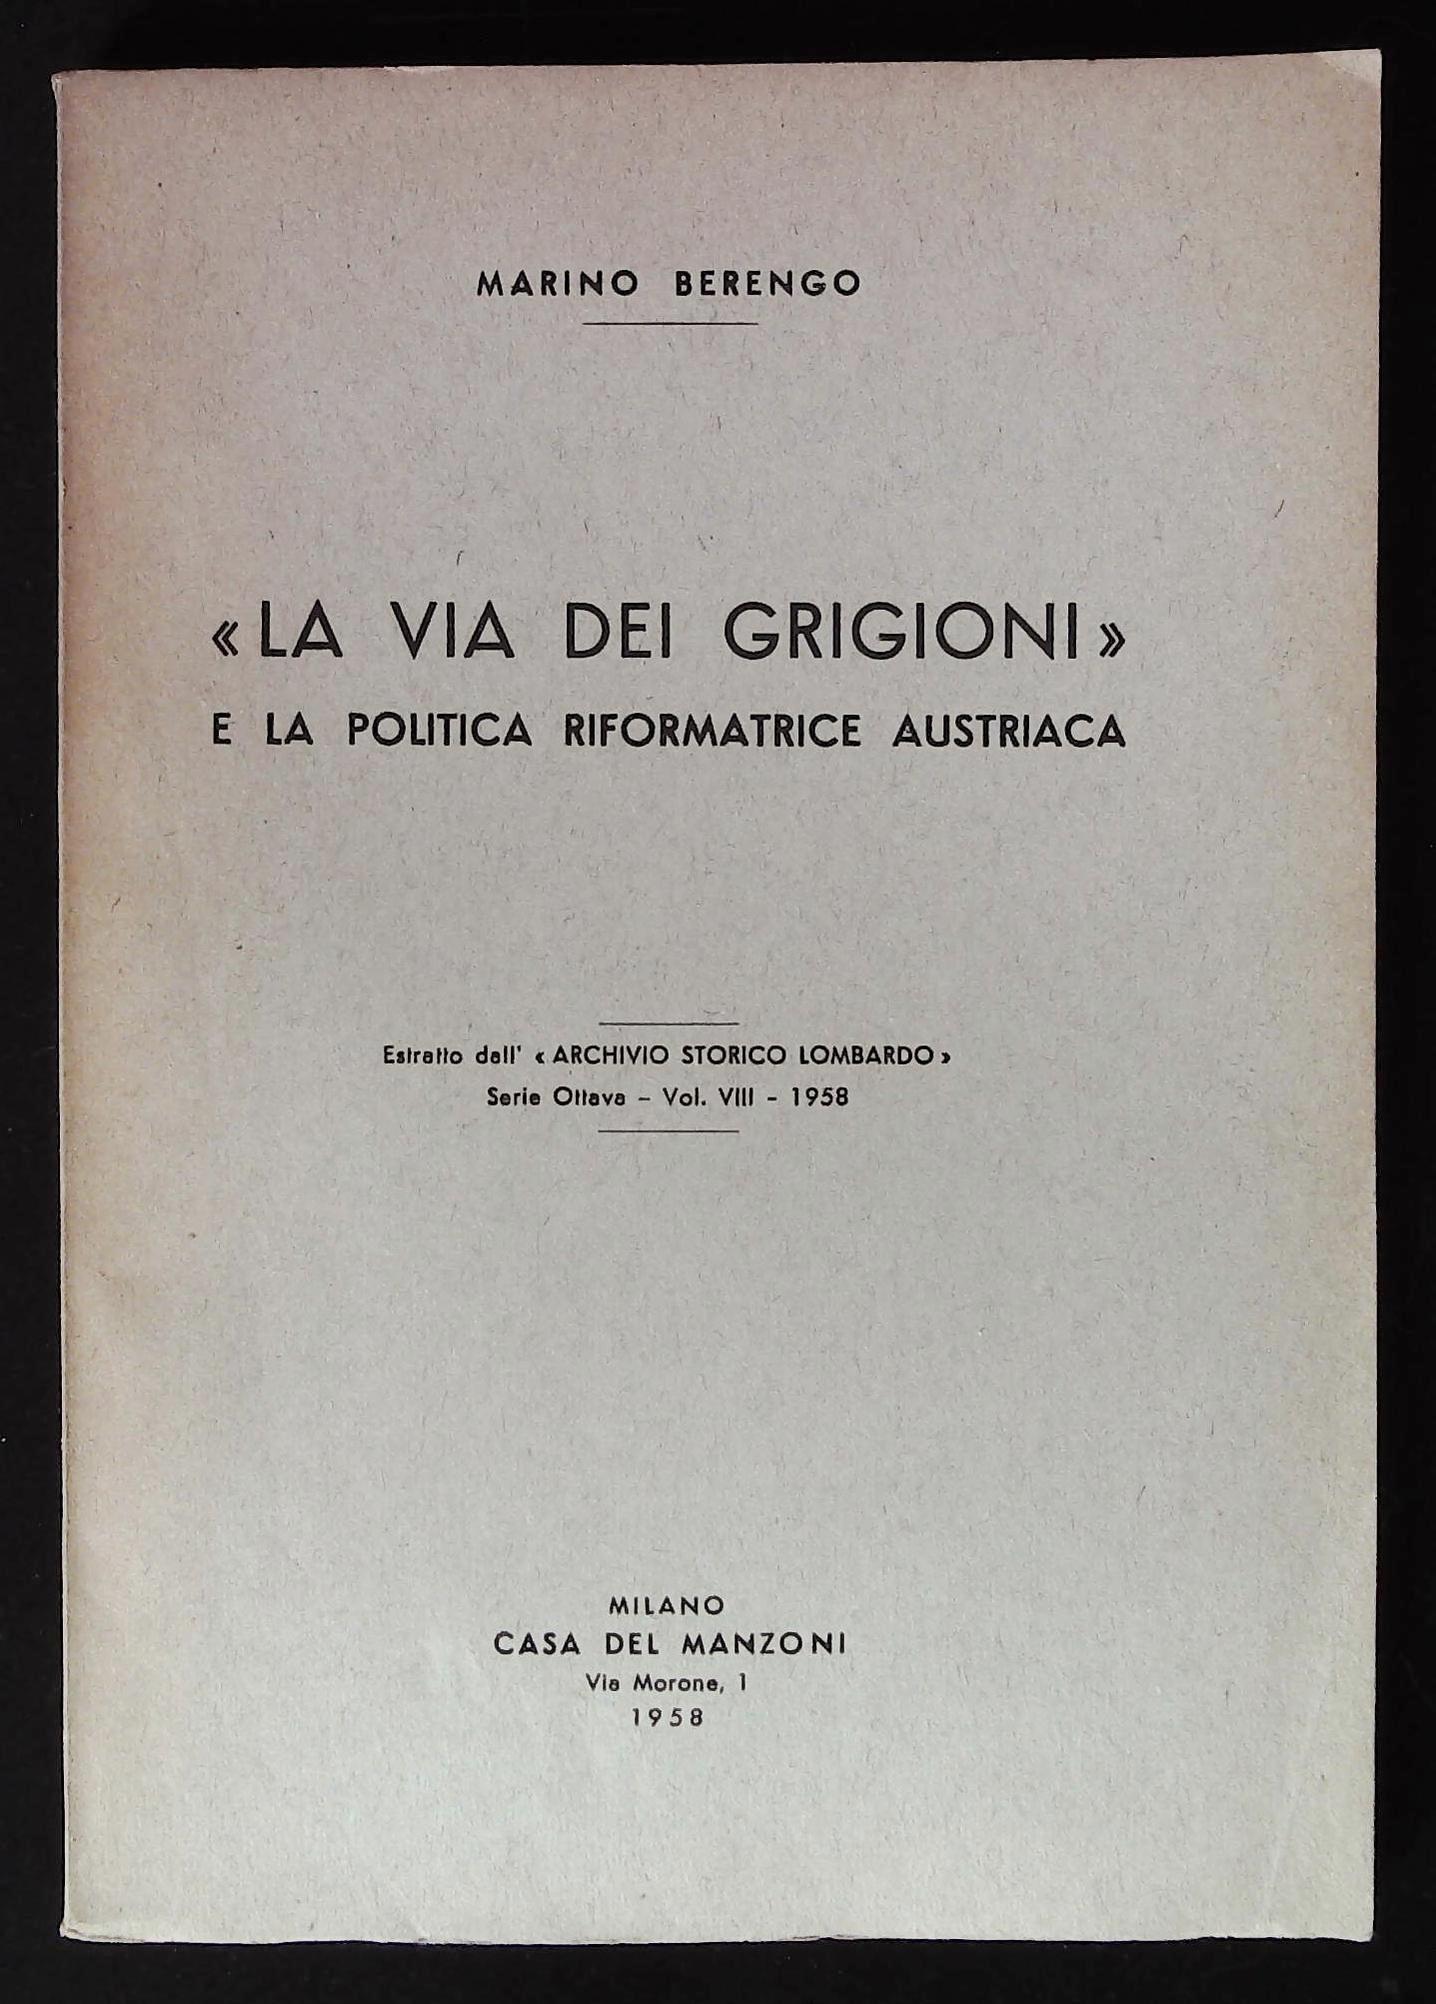 MARINO BERENGO
« LA VIA DEI GRIGIONI »
E LA POLITICA RIFORMATRICE AUSTRIACA
Estratto dall' « ARCHIVIO STORICO LOMBARDO »
Serie Ottava - Vol. VIII - 1958
MILANO
CASA DEL MANZONI
Via Morone, 1
1958